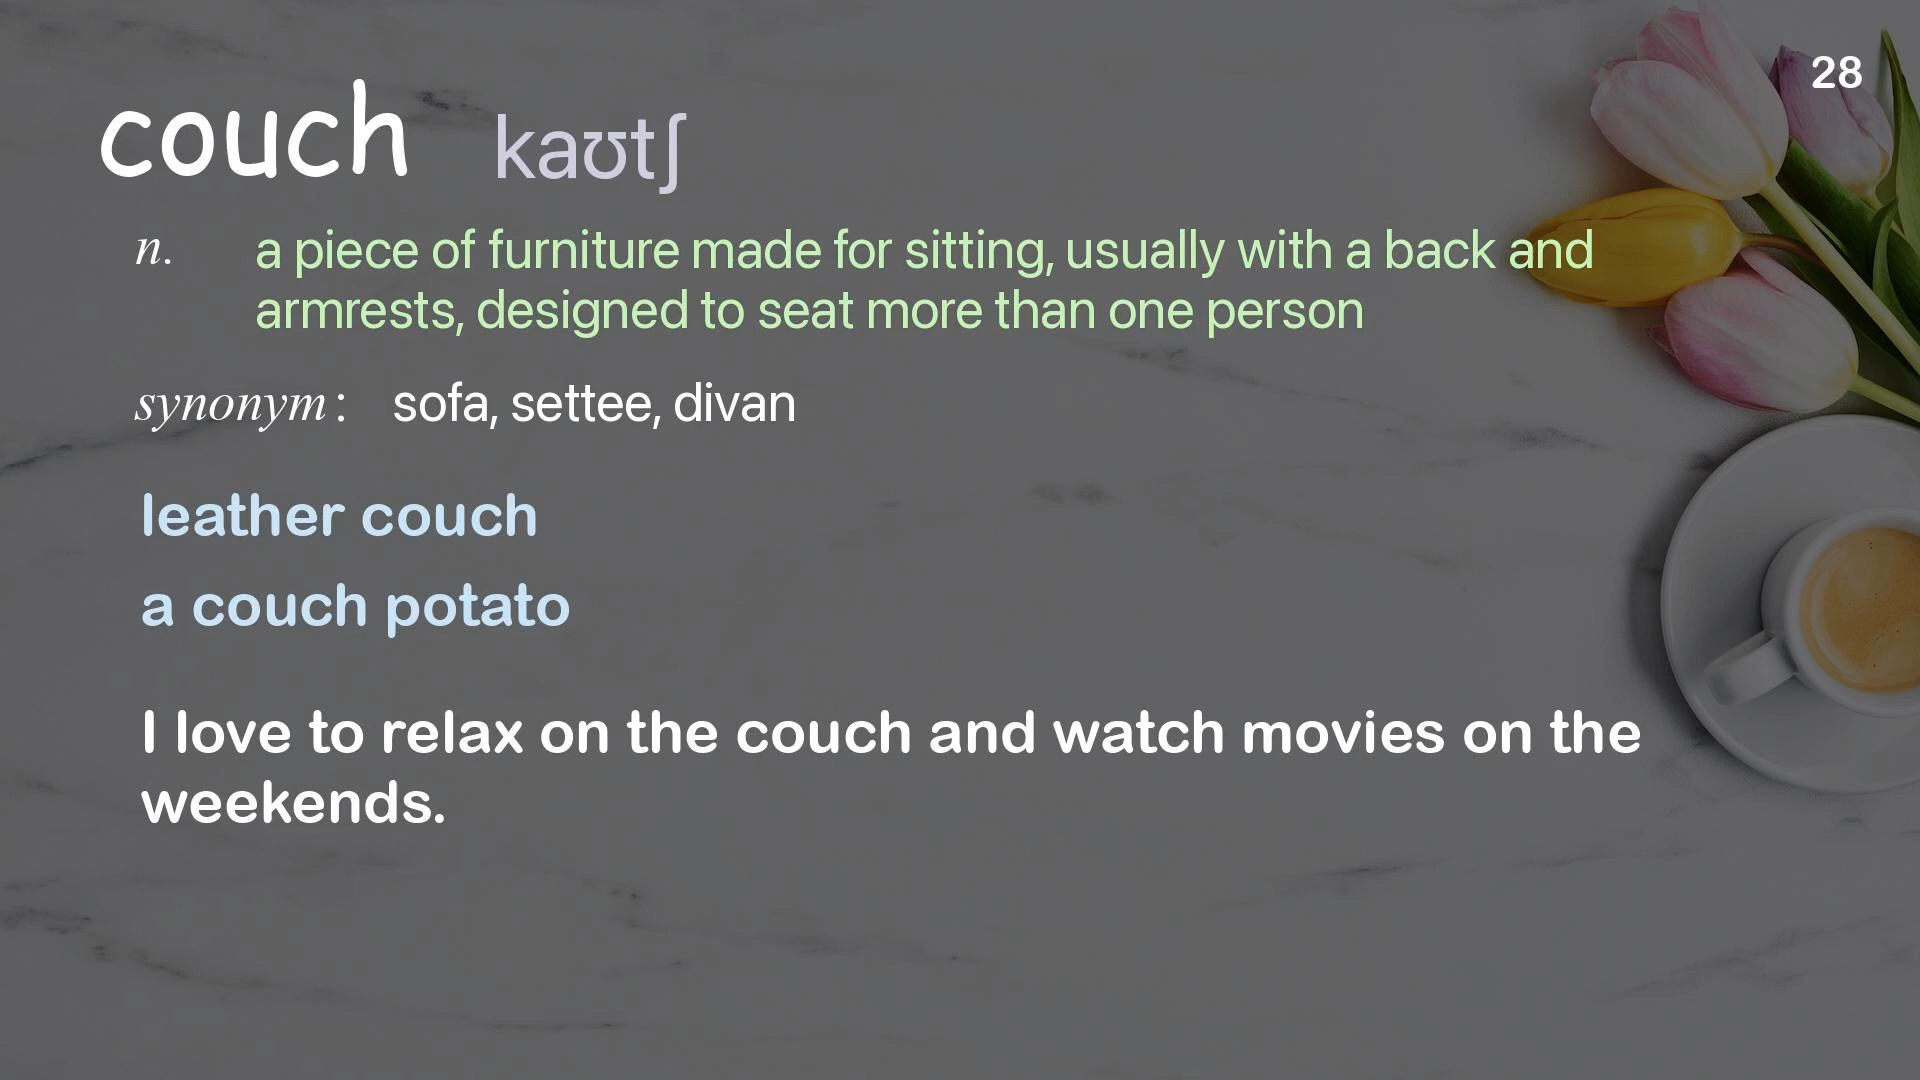 28
couch kaʊtʃ
n. a piece of furniture made for sitting, usually with a back and
armrests, designed to seat more than one person
synonym: sofa, settee, divan
leather couch
a couch potato
I love to relax on the couch and watch movies on the
weekends.